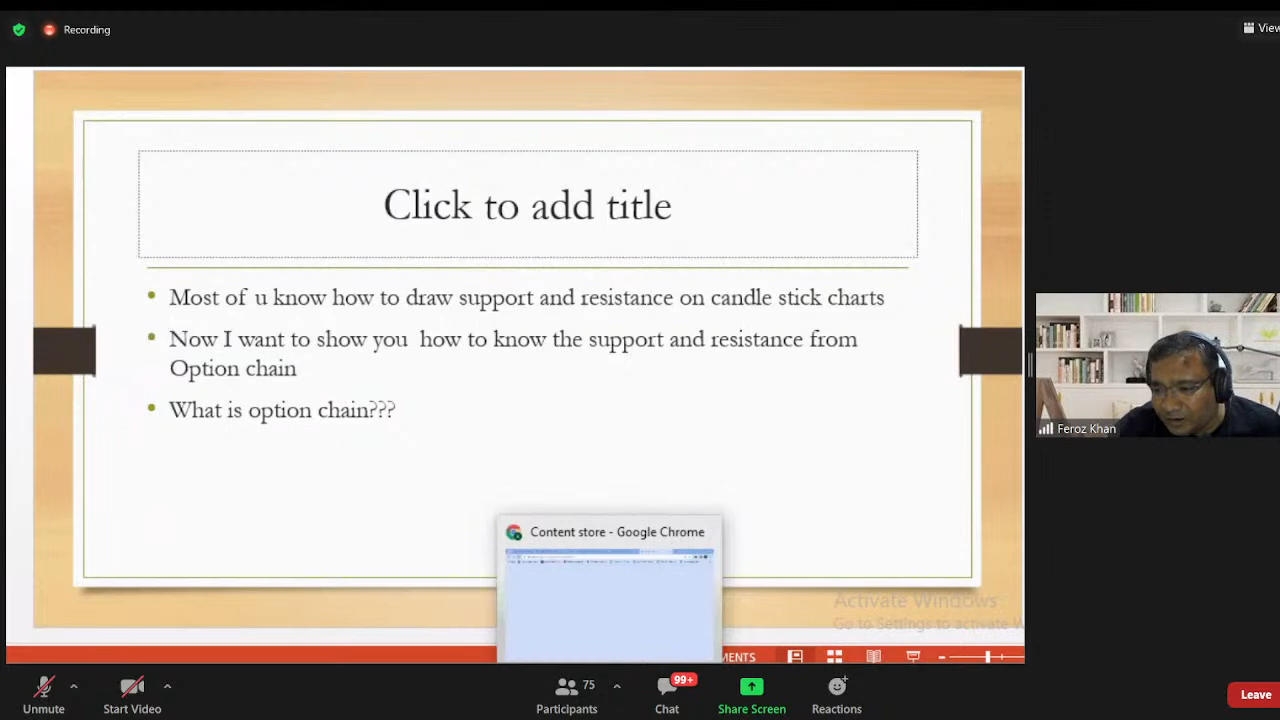 Recording
View
Click to add title
• Most of u know how to draw support and resistance on candle stick charts
• Now I want to show you how to know the support and resistance from
Option chain
• What is option chain???
Content store - Google Chrome
Activate Windows
Go to Settings to activate W
MENTS
Feroz Khan
Unmute
Start Video
75
Participants
99+
Chat
Share Screen
Reactions
Leave